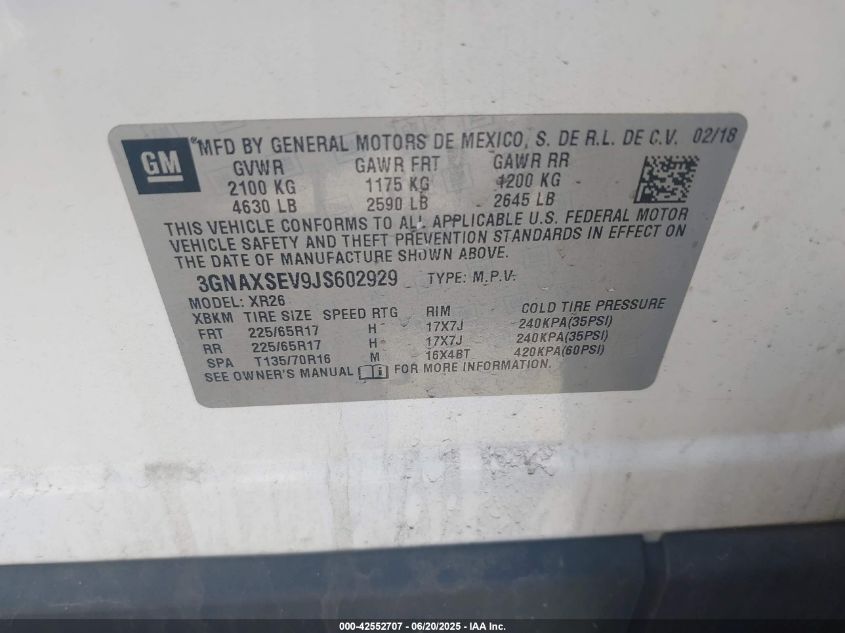 GM
MFD BY GENERAL MOTORS DE MEXICO, S. DE R.L. DE C.V. 02/18
GVWR GAWR FRT GAWR RR
2100 KG 1175 KG 1200 KG
4630 LB 2590 LB 2645 LB
THIS VEHICLE CONFORMS TO ALL APPLICABLE U.S. FEDERAL MOTOR
VEHICLE SAFETY AND THEFT PREVENTION STANDARDS IN EFFECT ON
THE DATE OF MANUFACTURE SHOWN ABOVE.
3GNAXSEV9JS602929 TYPE: M.P.V.
MODEL: XR26
XBKM TIRE SIZE SPEED RTG RIM COLD TIRE PRESSURE
FRT 225/65R17 H 17X7J 240KPA(35PSI)
RR 225/65R17 H 17X7J 240KPA(35PSI)
SPA T135/70R16 M 16X4BT 420KPA(60PSI)
SEE OWNER'S MANUAL i FOR MORE INFORMATION.
000-42552707 - 06/20/2025 - IAA Inc.